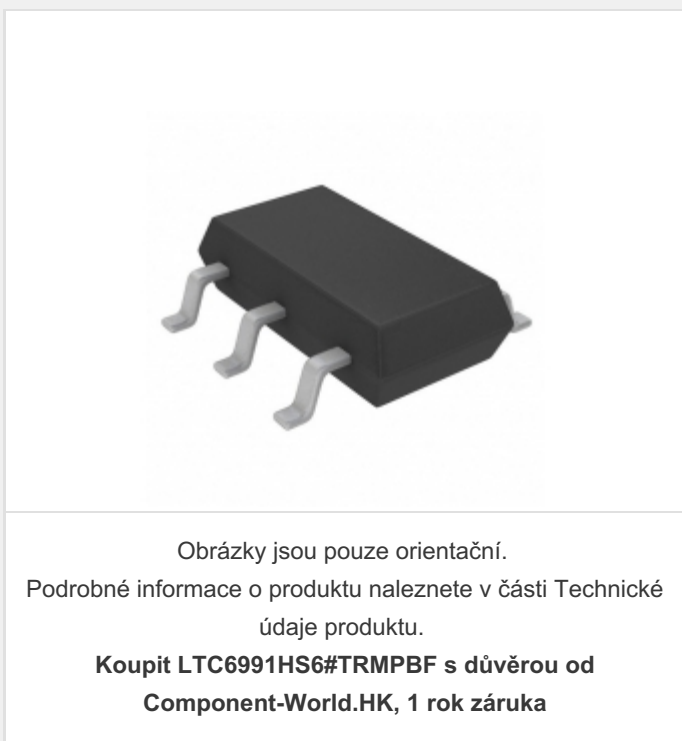 Obrázky jsou pouze orientační.
Podrobné informace o produktu naleznete v části Technické
údaje produktu.
Koupit LTC6991HS6#TRMPBF s důvěrou od
Component-World.HK, 1 rok záruka